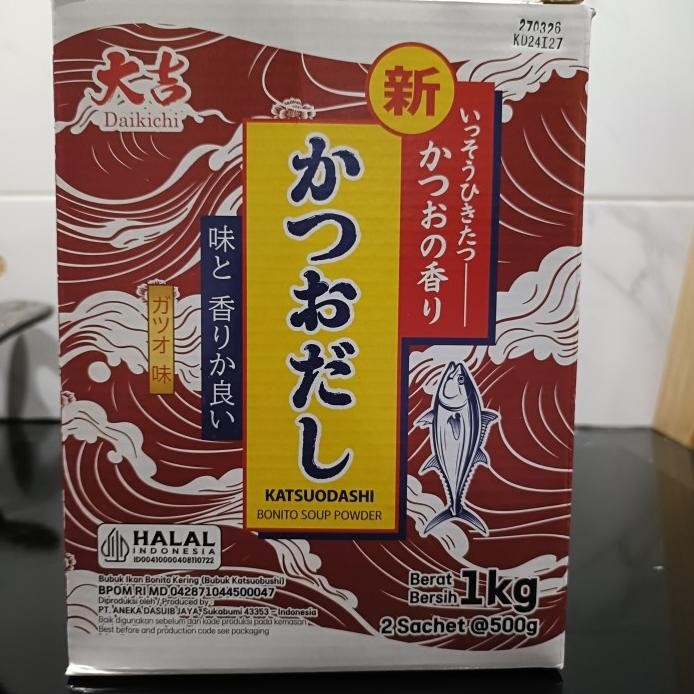 270326
KD24I27
大吉
Daikichi
新
いっそうひきたつ
かつおの香り
かつおだし
味と 香りか良い
ガツオ 味
KATSUODASHI
BONITO SOUP POWDER
HALAL
INDONESIA
ID00410000408110722
Bubuk Ikan Bonito Kering (Bubuk Katsuobushi)
BPOM RI MD 042871044500047
Diproduksi oleh / Produced by :
PT. ANEKA DASUIB JAYA, Sukabumi 43353 - Indonesia
Baik digunakan sebelum dan kode produksi pada kemasan
Best before and production code see packaging
Berat
Bersih 1kg
2 Sachet @500g